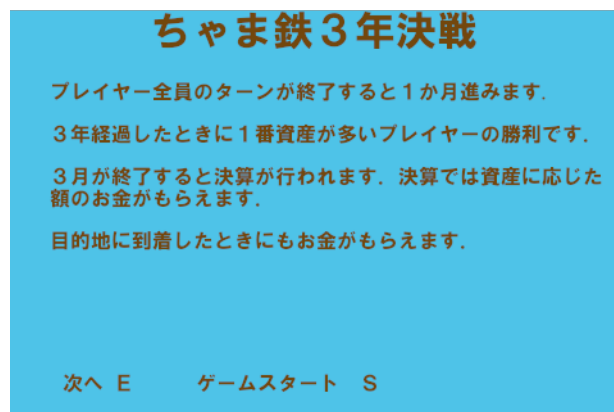 ちゃま鉄３年決戦
プレイヤー全員のターンが終了すると１か月進みます．
３年経過したときに１番資産が多いプレイヤーの勝利です．
３月が終了すると決算が行われます．決算では資産に応じた
額のお金がもらえます．
目的地に到着したときにもお金がもらえます．
次へ E　　ゲームスタート　S